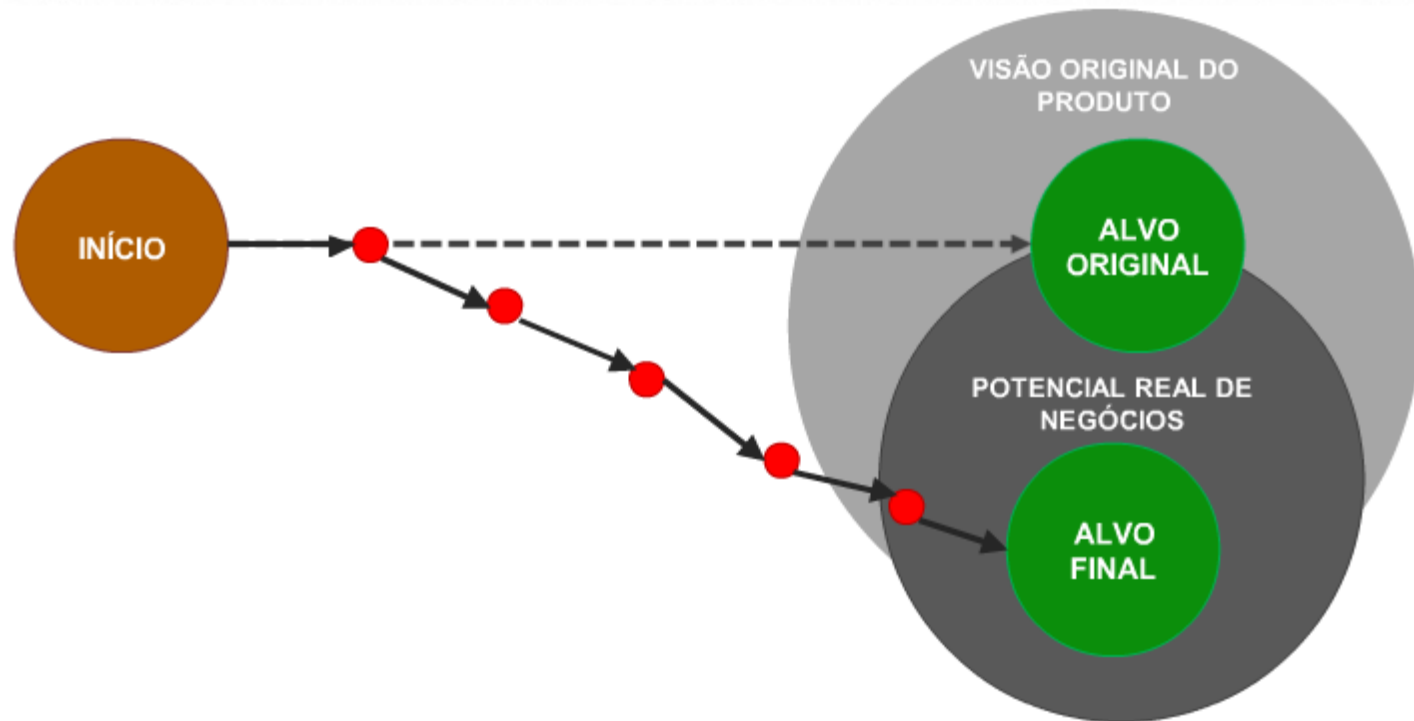 VISÃO ORIGINAL DO
PRODUTO
INÍCIO
ALVO
ORIGINAL
POTENCIAL REAL DE
NEGÓCIOS
ALVO
FINAL